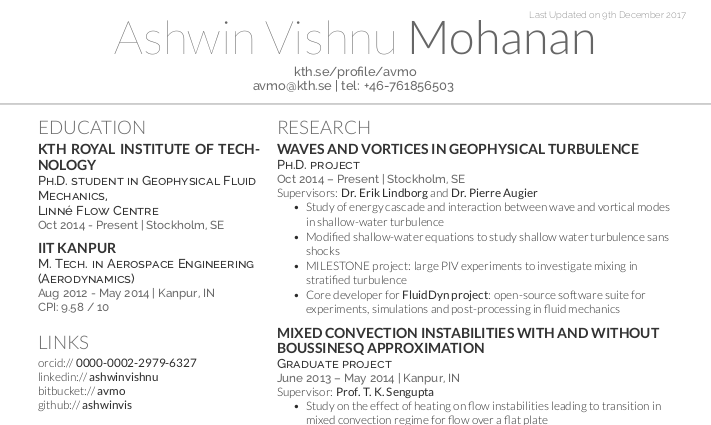 Last Updated on 9th December 2017
Ashwin Vishnu Mohanan
kth.se/profile/avmo
avmo@kth.se | tel: +46-761856503
EDUCATION
KTH ROYAL INSTITUTE OF TECH-
NOLOGY
Ph.D. student in Geophysical Fluid
Mechanics,
Linné Flow Centre
Oct 2014 - Present | Stockholm, SE
IIT KANPUR
M. Tech. in Aerospace Engineering
(Aerodynamics)
Aug 2012 - May 2014 | Kanpur, IN
CPI: 9.58 / 10
LINKS
orcid:// 0000-0002-2979-6327
linkedin:// ashwinvishnu
bitbucket:// avmo
github:// ashwinvis
RESEARCH
WAVES AND VORTICES IN GEOPHYSICAL TURBULENCE
Ph.D. project
Oct 2014 – Present | Stockholm, SE
Supervisors: Dr. Erik Lindborg and Dr. Pierre Augier
• Study of energy cascade and interaction between wave and vortical modes
in shallow-water turbulence
• Modified shallow-water equations to study shallow water turbulence sans
shocks
• MILESTONE project: large PIV experiments to investigate mixing in
stratified turbulence
• Core developer for FluidDyn project: open-source software suite for
experiments, simulations and post-processing in fluid mechanics
MIXED CONVECTION INSTABILITIES WITH AND WITHOUT
BOUSSINESQ APPROXIMATION
Graduate project
June 2013 – May 2014 | Kanpur, IN
Supervisor: Prof. T. K. Sengupta
• Study on the effect of heating on flow instabilities leading to transition in
mixed convection regime for flow over a flat plate